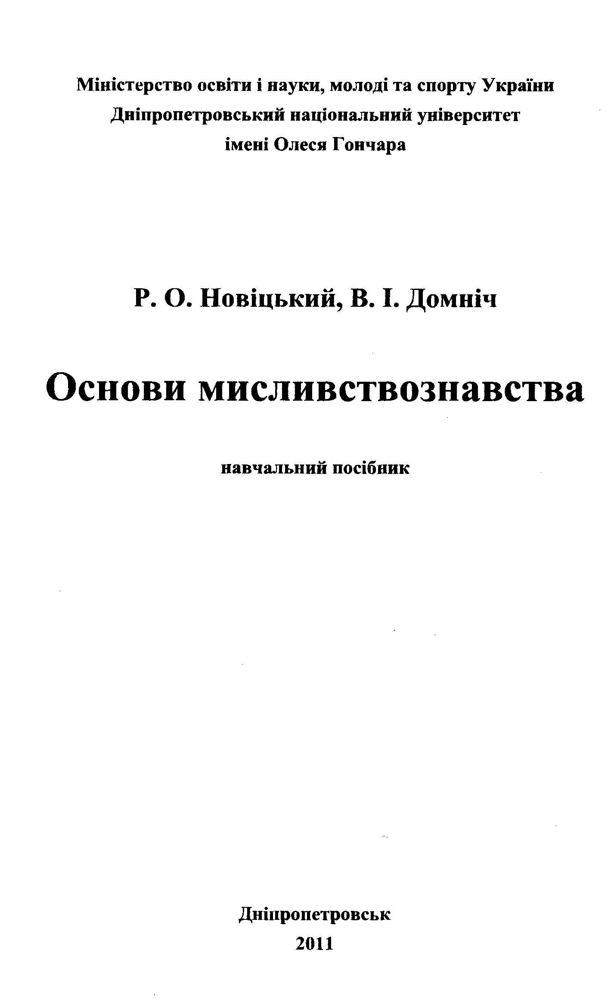 Міністерство освіти і науки, молоді та спорту України
Дніпропетровський національний університет
імені Олеся Гончара
Р. О. Новіцький, В. І. Домніч
Основи мисливствознавства
навчальний посібник
Дніпропетровськ
2011